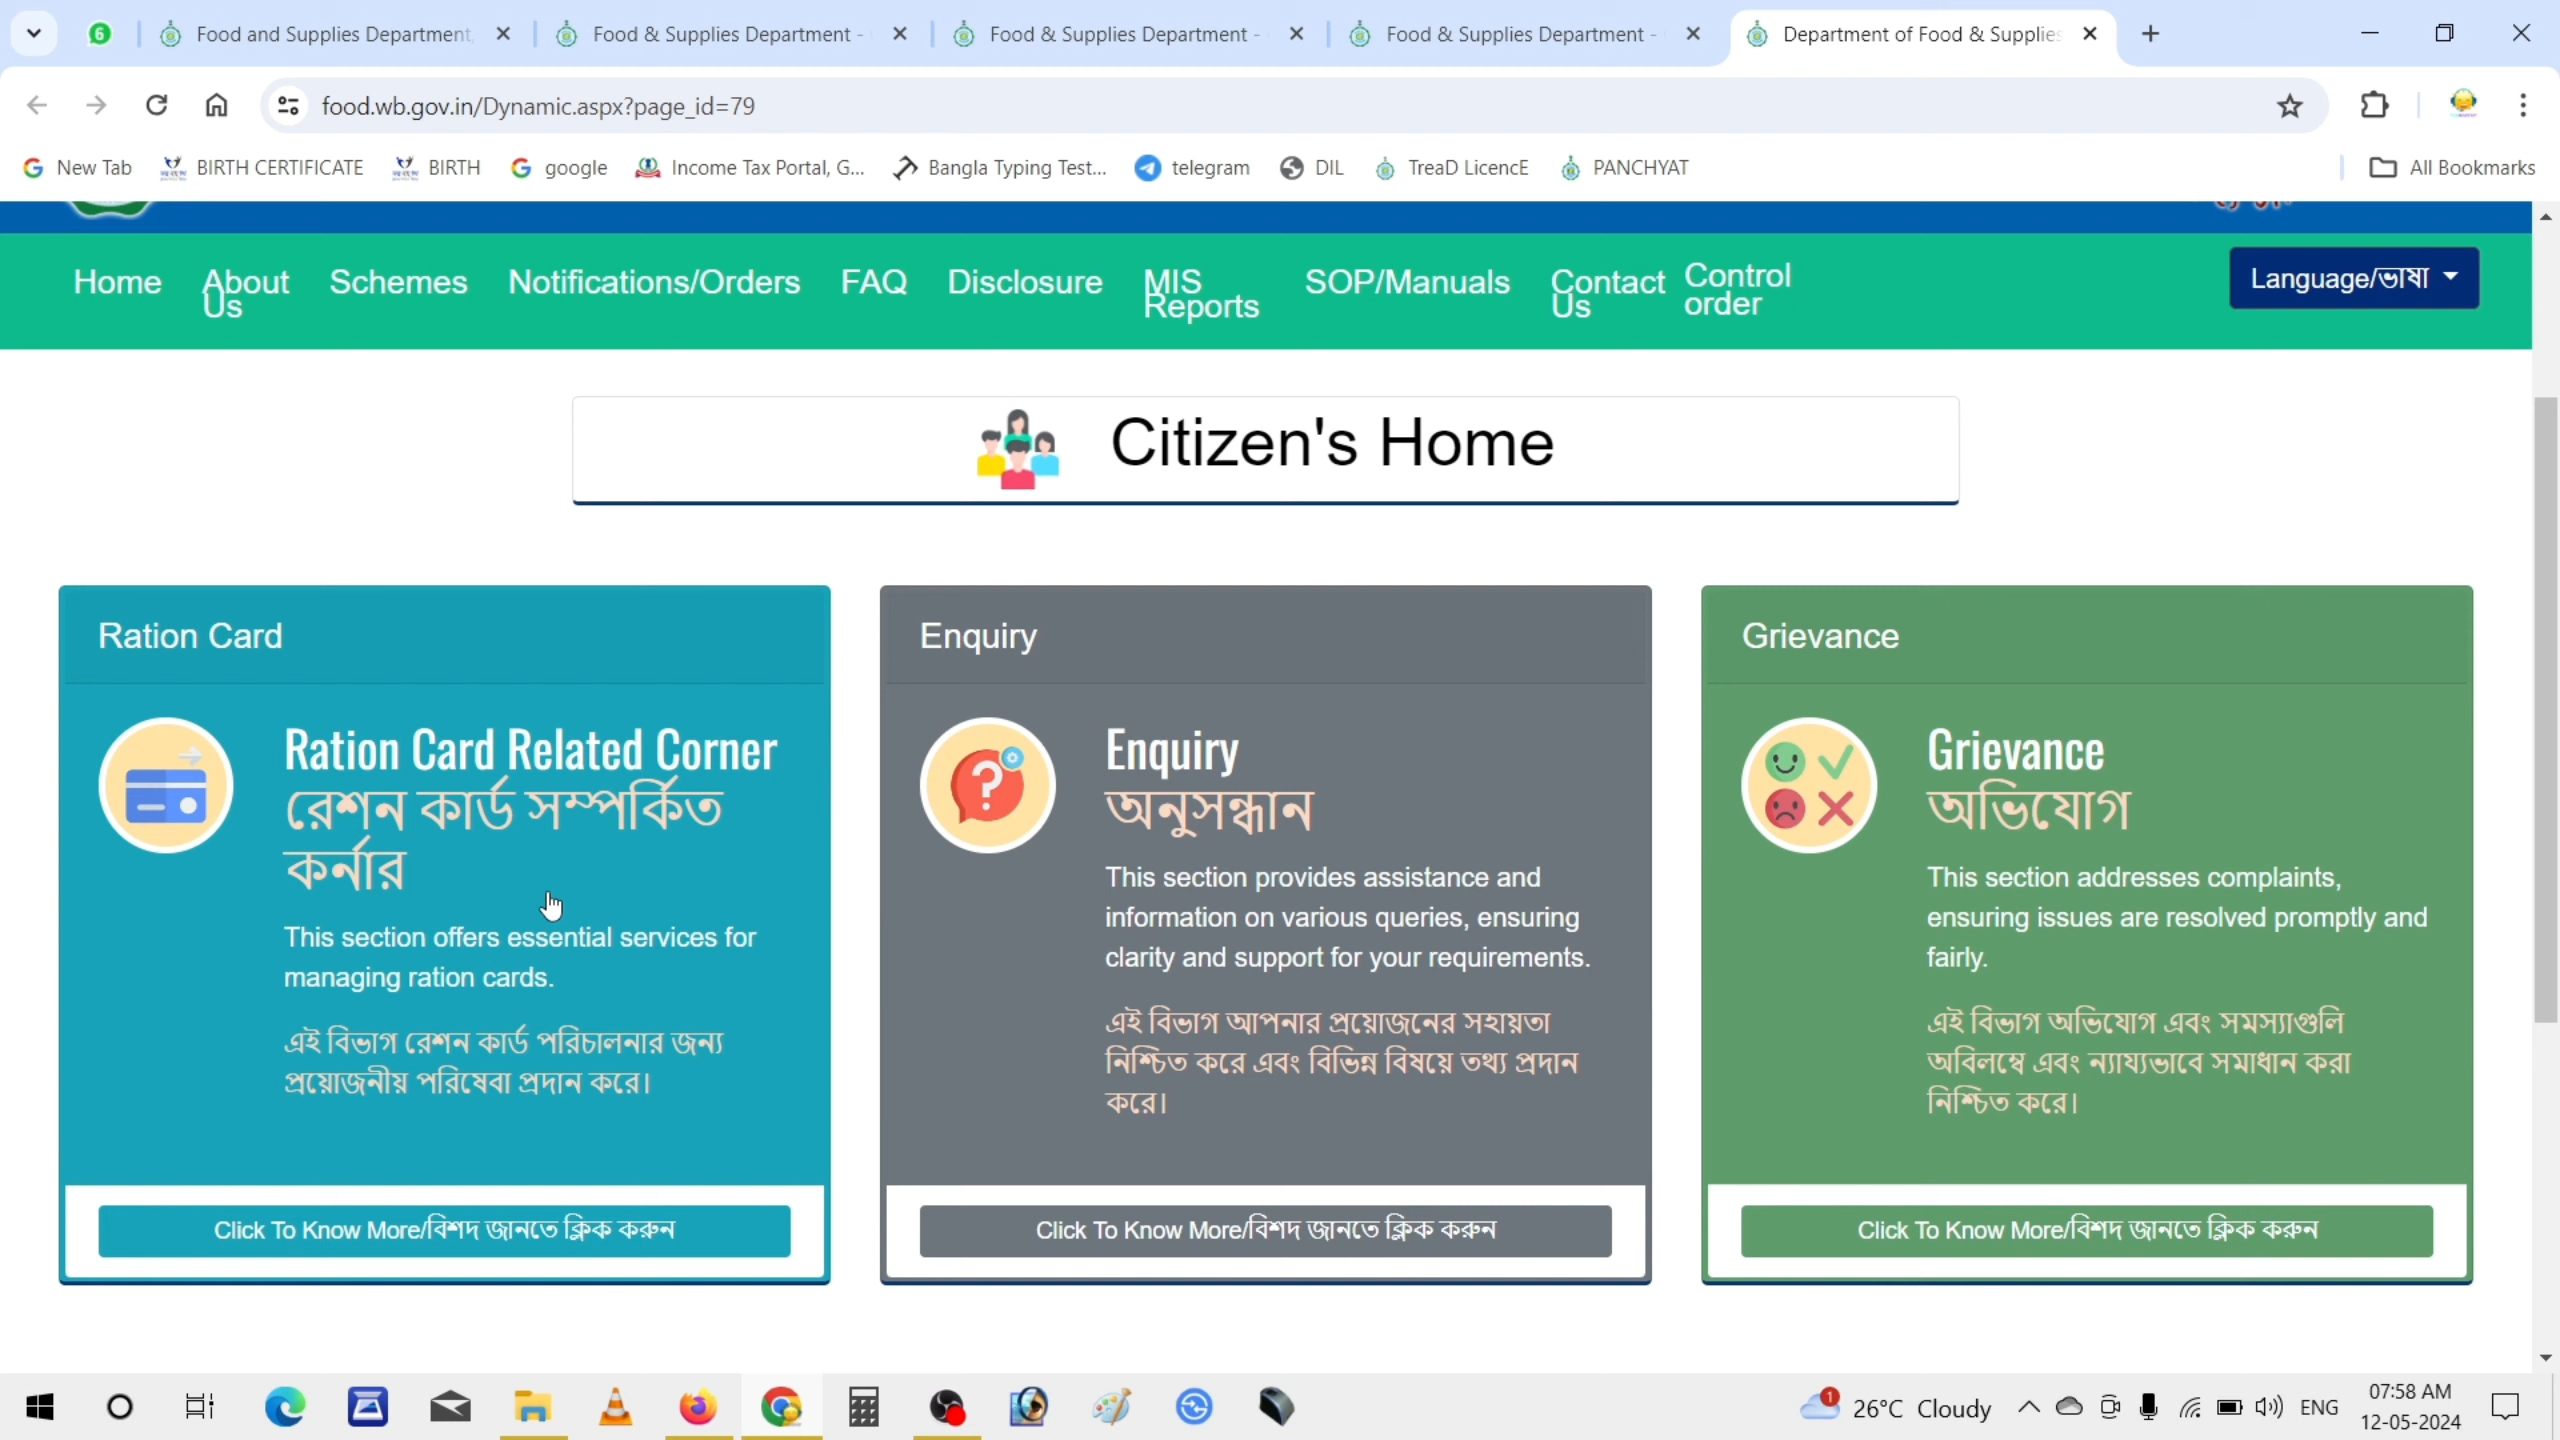 Food and Supplies Department,
Food & Supplies Department -
Food & Supplies Department -
Food & Supplies Department -
Department of Food & Supplies
food.wb.gov.in/Dynamic.aspx?page_id=79
New Tab
BIRTH CERTIFICATE
BIRTH
google
Income Tax Portal, G...
Bangla Typing Test...
telegram
DIL
TreaD LicencE
PANCHYAT
All Bookmarks
Home
About
Us
Schemes
Notifications/Orders
FAQ
Disclosure
MIS
Reports
SOP/Manuals
Contact
Us
Control
order
Language/ভাষা
Citizen's Home
Ration Card
Ration Card Related Corner
রেশন কার্ড সম্পর্কিত
কর্নার
This section offers essential services for
managing ration cards.
এই বিভাগ রেশন কার্ড পরিচালনার জন্য
প্রয়োজনীয় পরিষেবা প্রদান করে।
Click To Know More/বিশদ জানতে ক্লিক করুন
Enquiry
Enquiry
অনুসন্ধান
This section provides assistance and
information on various queries, ensuring
clarity and support for your requirements.
এই বিভাগ আপনার প্রয়োজনের সহায়তা
নিশ্চিত করে এবং বিভিন্ন বিষয়ে তথ্য প্রদান
করে।
Click To Know More/বিশদ জানতে ক্লিক করুন
Grievance
Grievance
অভিযোগ
This section addresses complaints,
ensuring issues are resolved promptly and
fairly.
এই বিভাগ অভিযোগ এবং সমস্যাগুলি
অবিলম্বে এবং ন্যায্যভাবে সমাধান করা
নিশ্চিত করে।
Click To Know More/বিশদ জানতে ক্লিক করুন
1
26°C Cloudy
ENG
07:58 AM
12-05-2024